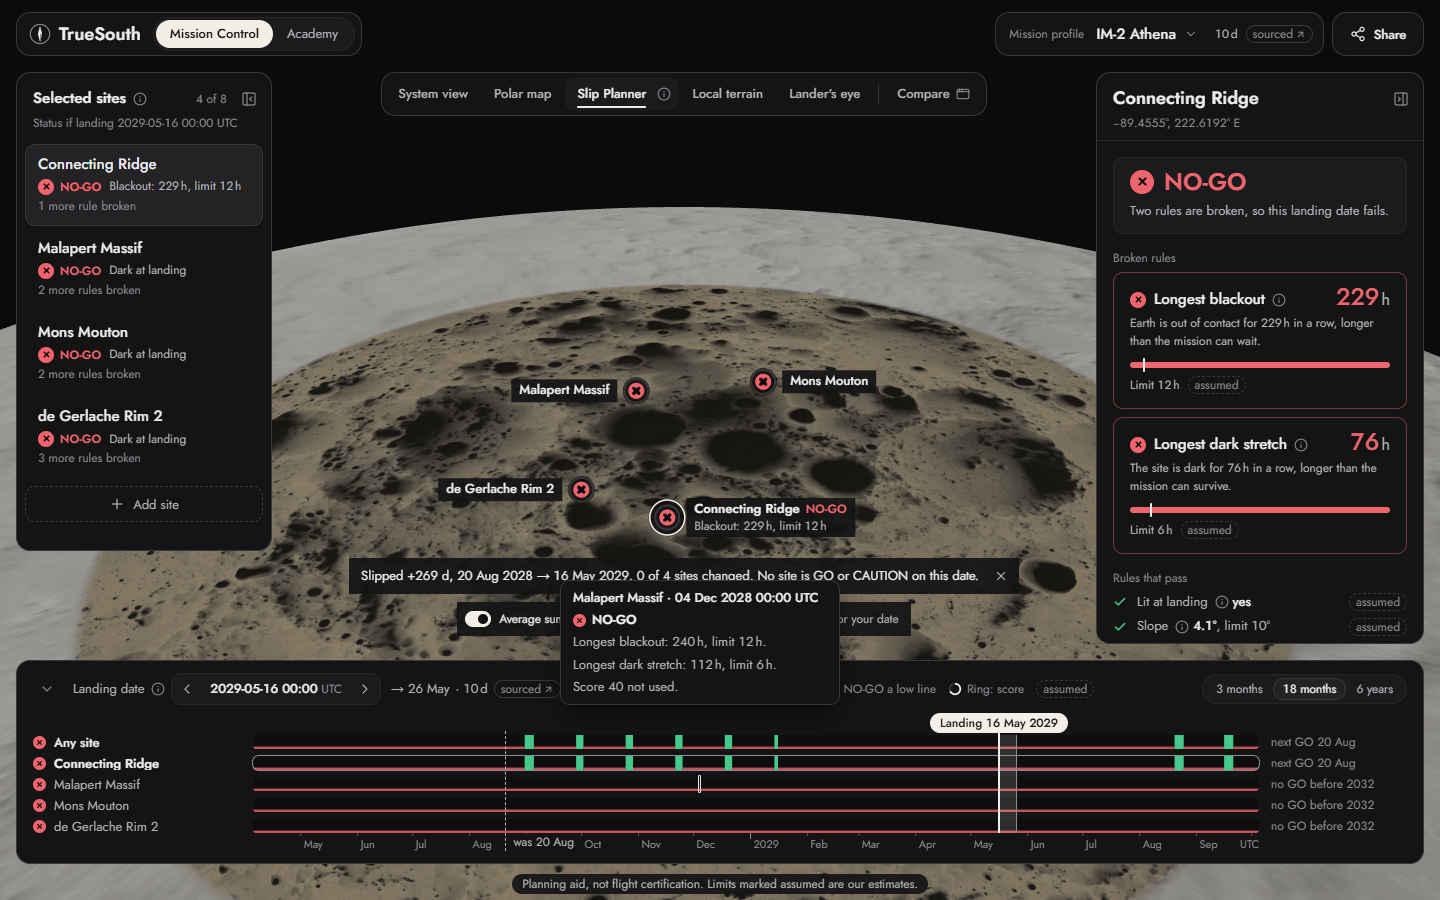 TrueSouth
Mission Control
Academy
Mission profile
IM-2 Athena
10 d
sourced ↗
Share
Selected sites
4 of 8
Status if landing 2029-05-16 00:00 UTC
Connecting Ridge
NO-GO Blackout: 229 h, limit 12 h
1 more rule broken
Malapert Massif
NO-GO Dark at landing
2 more rules broken
Mons Mouton
NO-GO Dark at landing
2 more rules broken
de Gerlache Rim 2
NO-GO Dark at landing
3 more rules broken
+ Add site
System view
Polar map
Slip Planner
Local terrain
Lander's eye
Compare
Connecting Ridge
−89.4555°, 222.6192° E
NO-GO
Two rules are broken, so this landing date fails.
Broken rules
Longest blackout 229 h
Earth is out of contact for 229 h in a row, longer
than the mission can wait.
Limit 12 h assumed
Longest dark stretch 76 h
The site is dark for 76 h in a row, longer than the
mission can survive.
Limit 6 h assumed
Rules that pass
Lit at landing yes assumed
Slope 4.1°, limit 10° assumed
Malapert Massif
Mons Mouton
de Gerlache Rim 2
Connecting Ridge NO-GO
Blackout: 229 h, limit 12 h
Slipped +269 d, 20 Aug 2028 → 16 May 2029. 0 of 4 sites changed. No site is GO or CAUTION on this date.
Average
your date
Malapert Massif · 04 Dec 2028 00:00 UTC
NO-GO
Longest blackout: 240 h, limit 12 h.
Longest dark stretch: 112 h, limit 6 h.
Score 40 not used.
Landing date
2029-05-16 00:00 UTC
→ 26 May · 10 d
sourced ↗
NO-GO a low line
Ring: score
assumed
3 months
18 months
6 years
Landing 16 May 2029
Any site
next GO 20 Aug
Connecting Ridge
next GO 20 Aug
Malapert Massif
no GO before 2032
Mons Mouton
no GO before 2032
de Gerlache Rim 2
no GO before 2032
May Jun Jul Aug was 20 Aug Oct Nov Dec 2029 Feb Mar Apr May Jun Jul Aug Sep UTC
Planning aid, not flight certification. Limits marked assumed are our estimates.